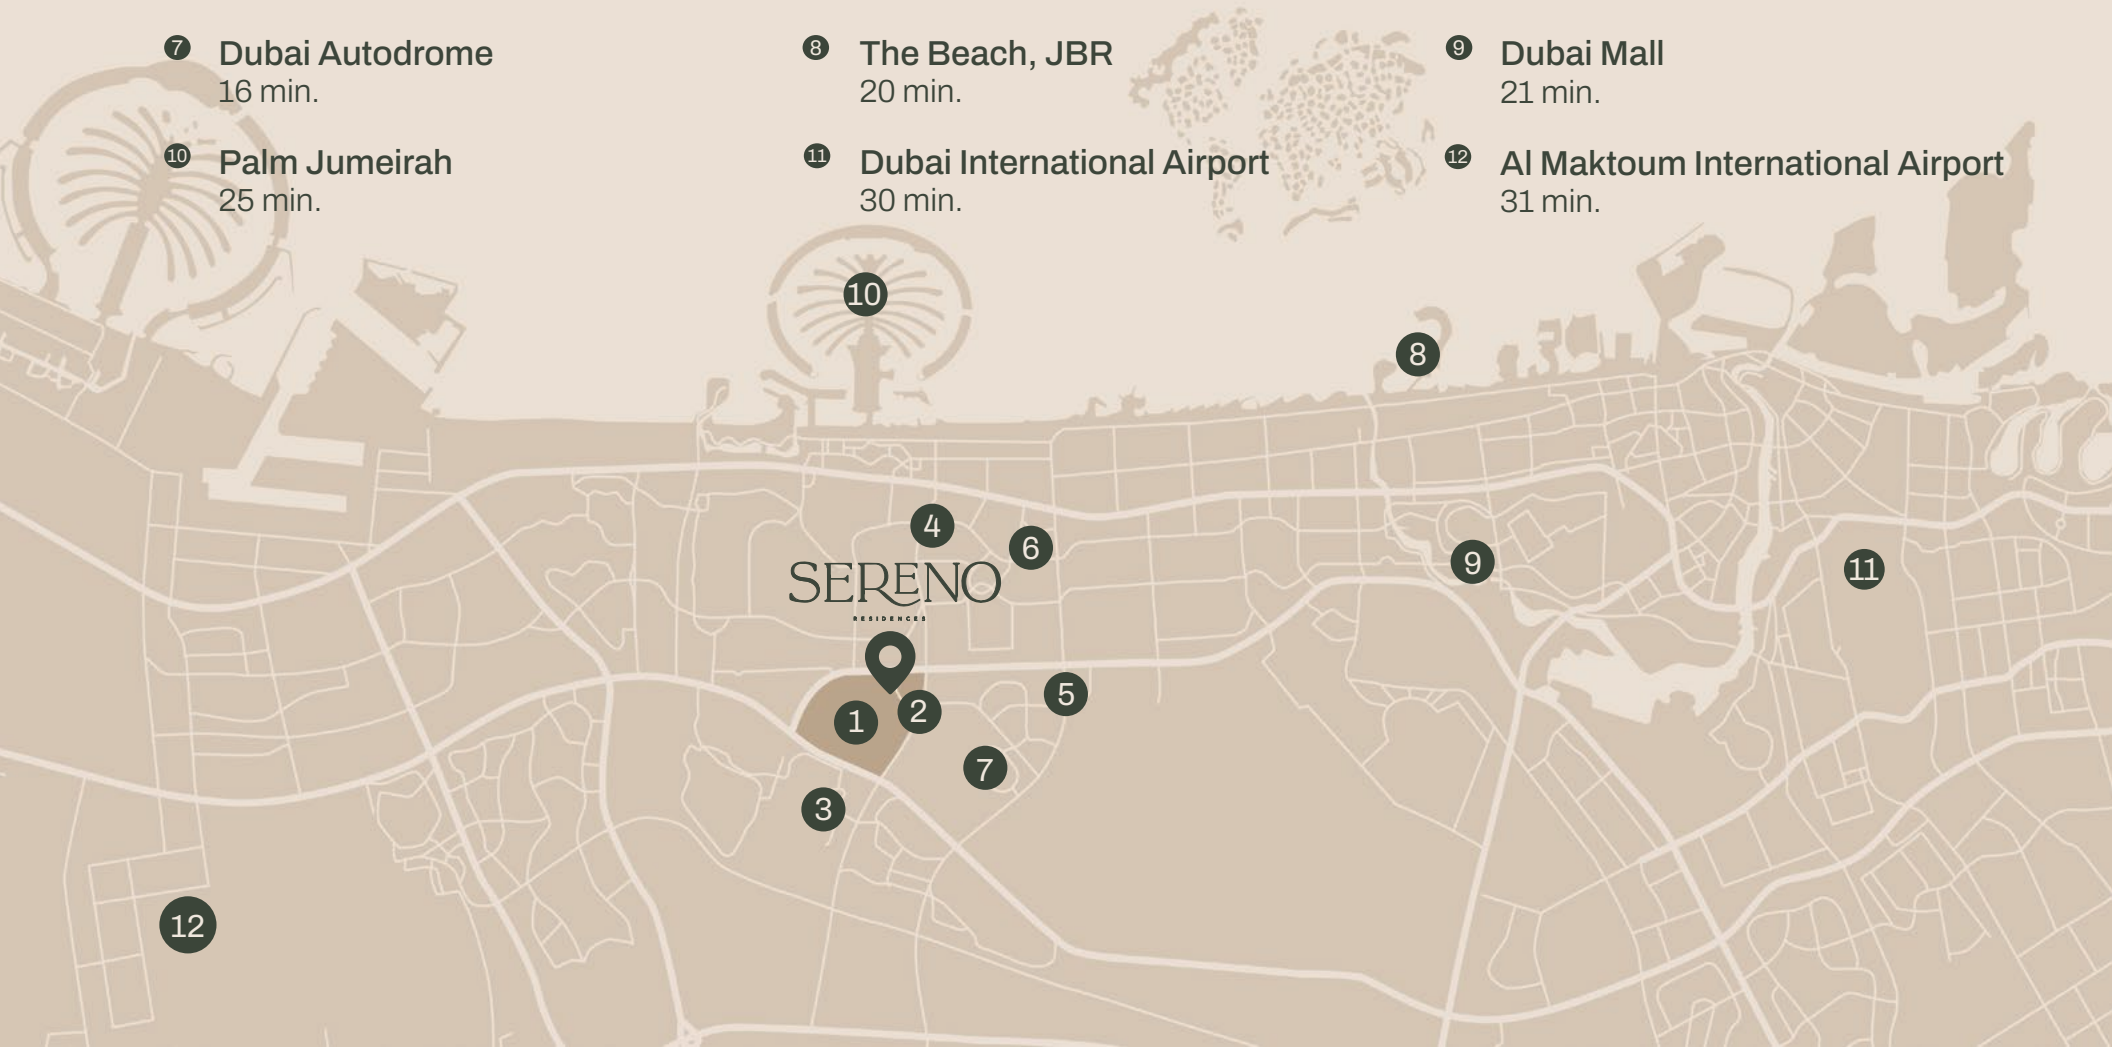 7 Dubai Autodrome
16 min.
8 The Beach, JBR
20 min.
9 Dubai Mall
21 min.
10 Palm Jumeirah
25 min.
11 Dubai International Airport
30 min.
12 Al Maktoum International Airport
31 min.
10
8
4
6
9
11
SERENO
RESIDENCES
5
1
2
7
3
12